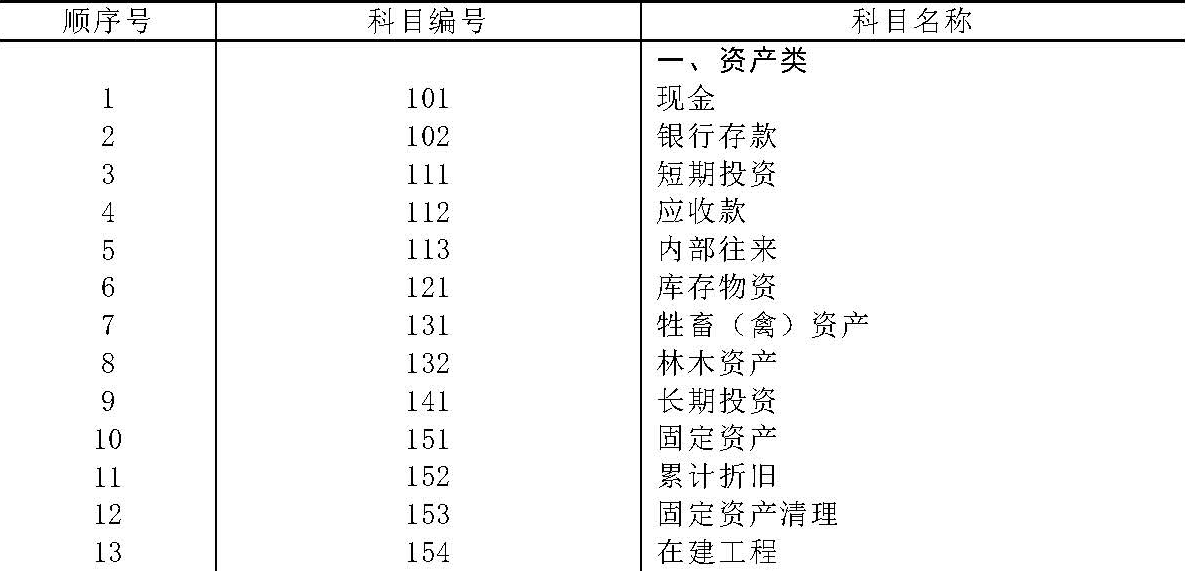 顺序号 科目编号 科目名称
一、资产类
1 101 现金
2 102 银行存款
3 111 短期投资
4 112 应收款
5 113 内部往来
6 121 库存物资
7 131 牲畜（禽）资产
8 132 林木资产
9 141 长期投资
10 151 固定资产
11 152 累计折旧
12 153 固定资产清理
13 154 在建工程